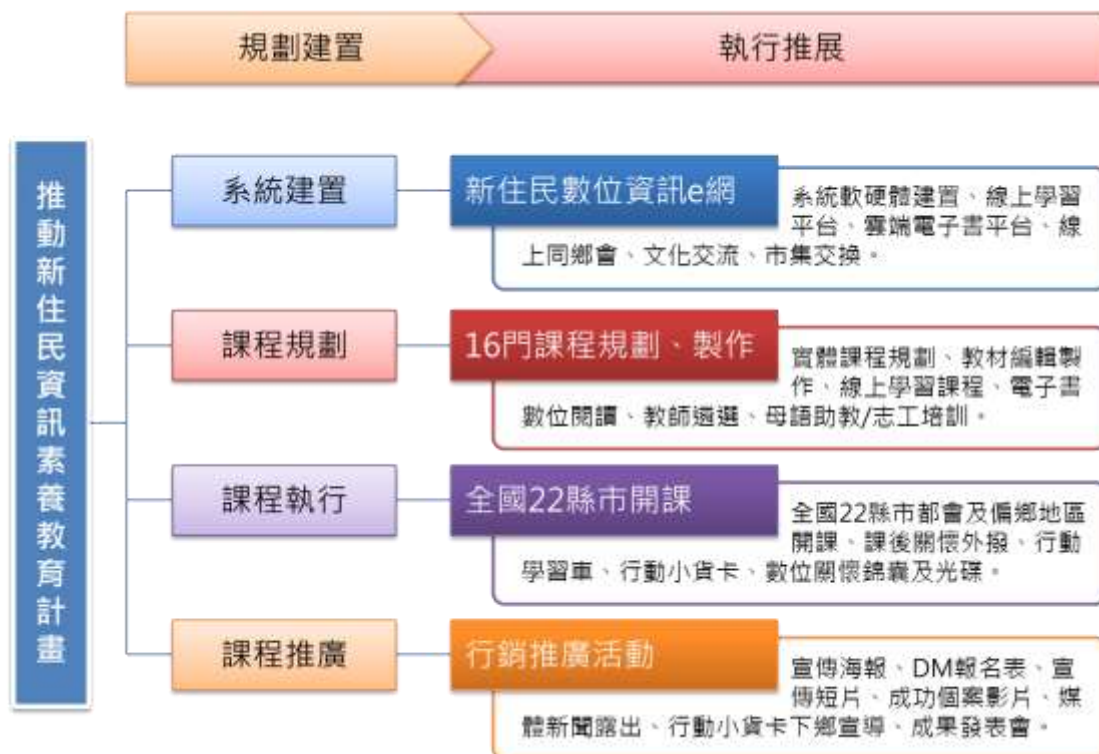 規劃建置
執行推展
推動新住民資訊素養教育計畫
系統建置
新住民數位資訊e網
系統軟硬體建置、線上學習
平台、雲端電子書平台、線
上同鄉會、文化交流、市集交換。
課程規劃
16門課程規劃、製作
實體課程規劃、教材編輯製
作、線上學習課程、電子書
數位閱讀、教師遴選、母語助教/志工培訓。
課程執行
全國22縣市開課
全國22縣市都會及偏鄉地區
開課、課後關懷外撥、行動
學習車、行動小貨卡、數位關懷錦囊及光碟。
課程推廣
行銷推廣活動
宣傳海報、DM報名表、宣
傳短片、成功個案影片、媒
體新聞露出、行動小貨卡下鄉宣導、成果發表會。